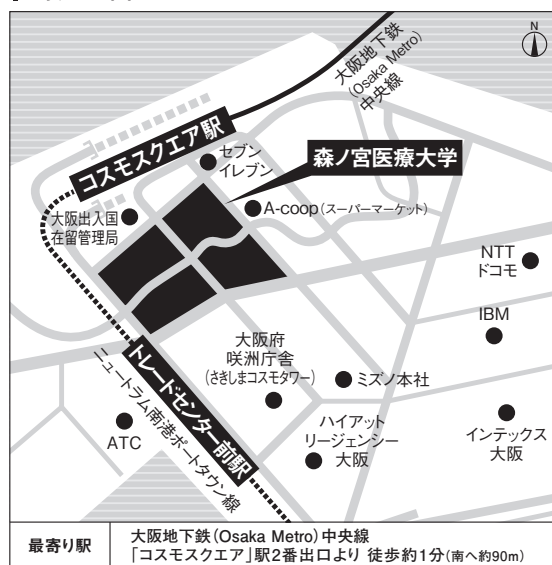 N
大阪地下鉄
(Osaka Metro)
中央線
コスモスクエア駅
セブン
イレブン
森ノ宮医療大学
A-coop(スーパーマーケット)
大阪出入国
在留管理局
NTT
ドコモ
IBM
大阪府
咲洲庁舎
(さきしまコスモタワー)
ミズノ本社
トレードセンター前駅
ニュートラム南港ポートタウン線
ATC
ハイアット
リージェンシー
大阪
インテックス
大阪
最寄り駅
大阪地下鉄(Osaka Metro)中央線
「コスモスクエア」駅2番出口より 徒歩約1分(南へ約90m)